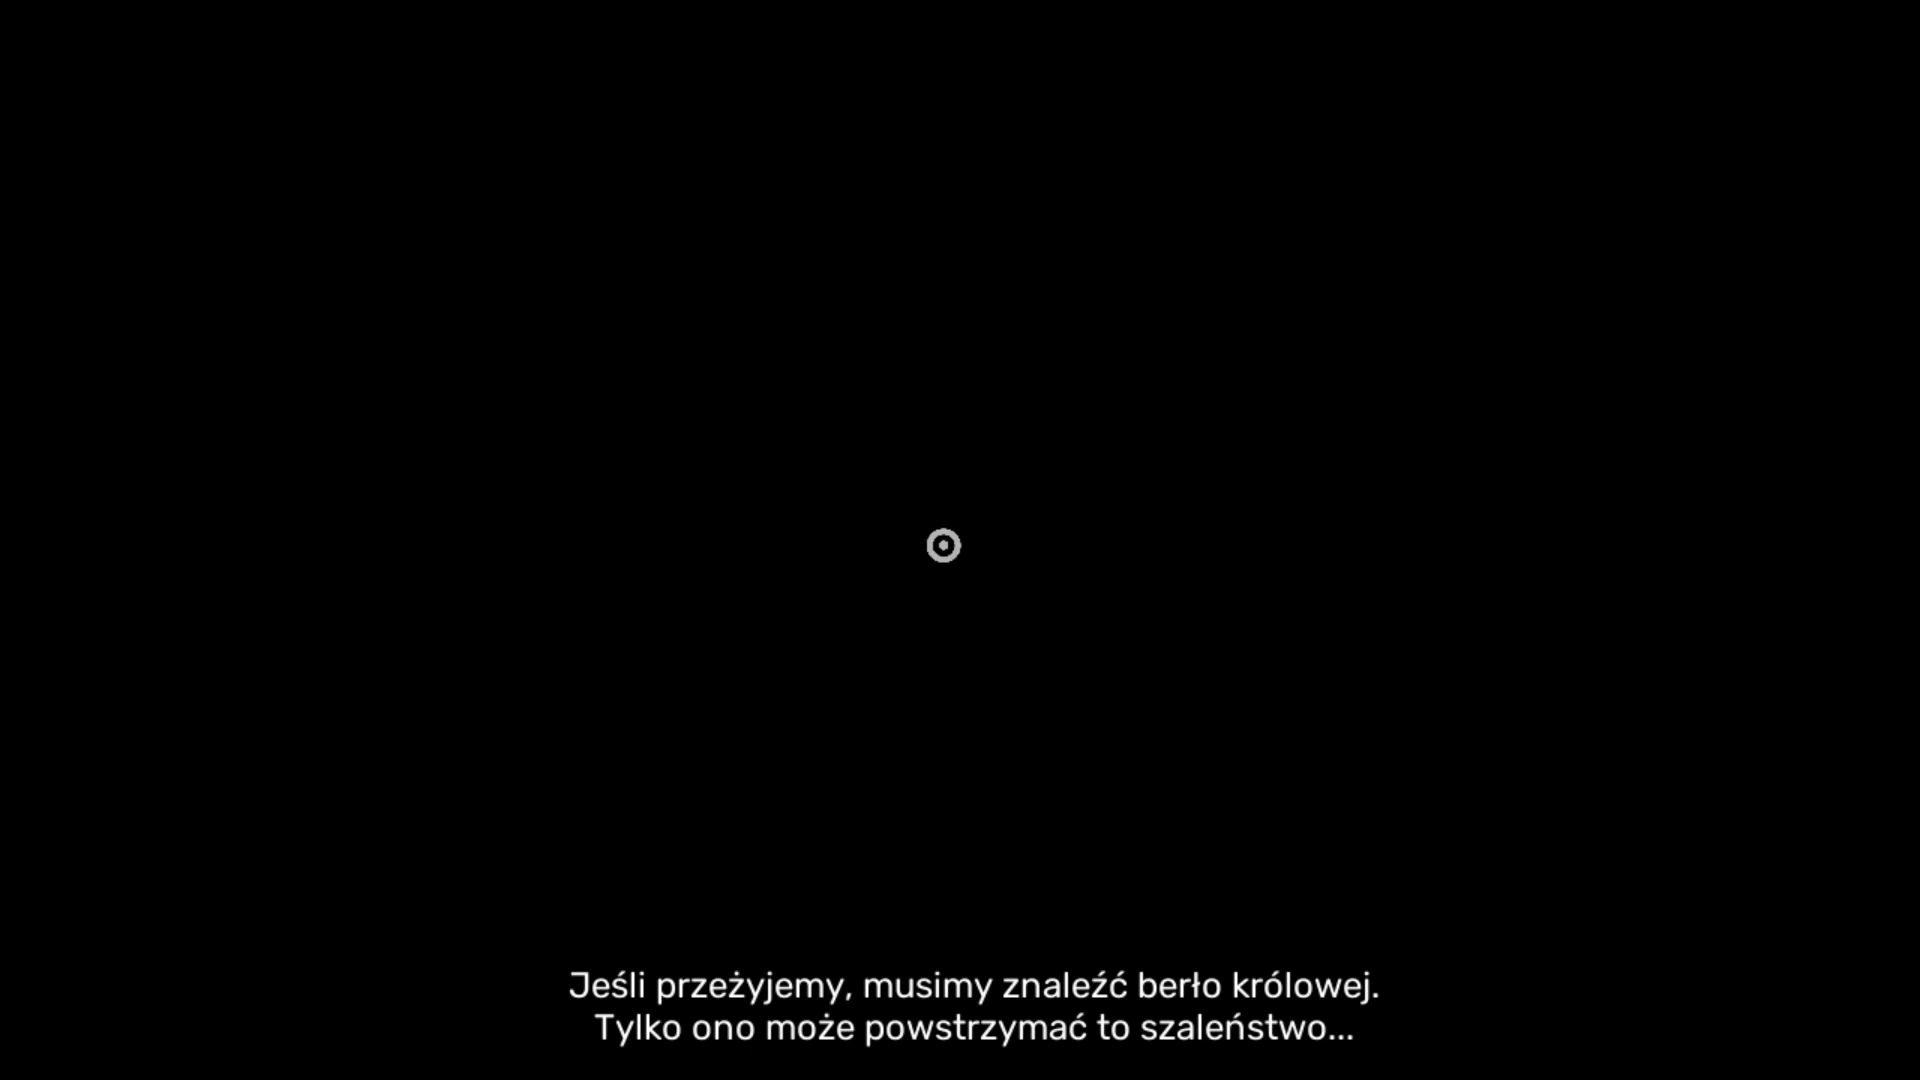 Jeśli przeżyjemy, musimy znaleźć berło królowej.
Tylko ono może powstrzymać to szaleństwo...